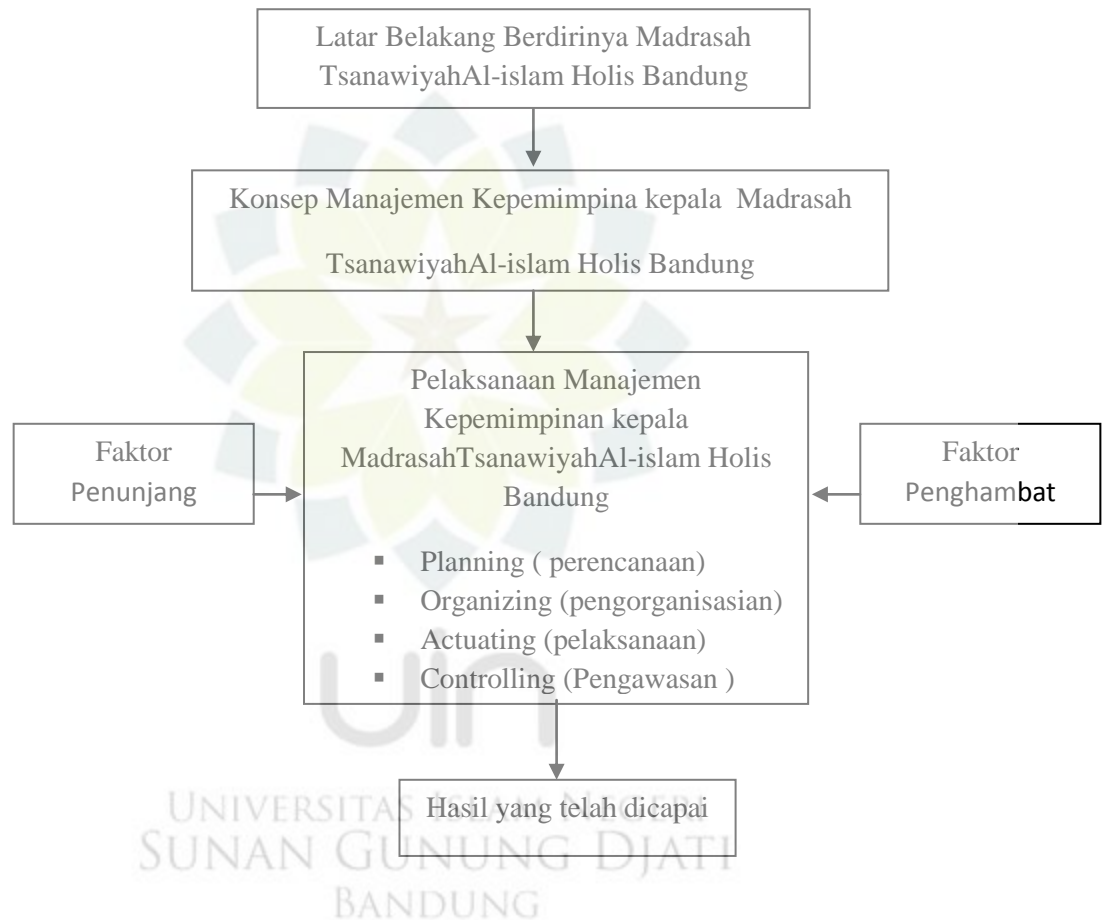 Latar Belakang Berdirinya Madrasah
TsanawiyahAl-islam Holis Bandung
Konsep Manajemen Kepemimpina kepala Madrasah
TsanawiyahAl-islam Holis Bandung
Pelaksanaan Manajemen
Kepemimpinan kepala
MadrasahTsanawiyahAl-islam Holis
Bandung
▪ Planning ( perencanaan)
▪ Organizing (pengorganisasian)
▪ Actuating (pelaksanaan)
▪ Controlling (Pengawasan )
Faktor
Penunjang
Faktor
Penghambat
Hasil yang telah dicapai
uin
UNIVERSITAS ISLAM NEGERI
SUNAN GUNUNG DJATI
BANDUNG